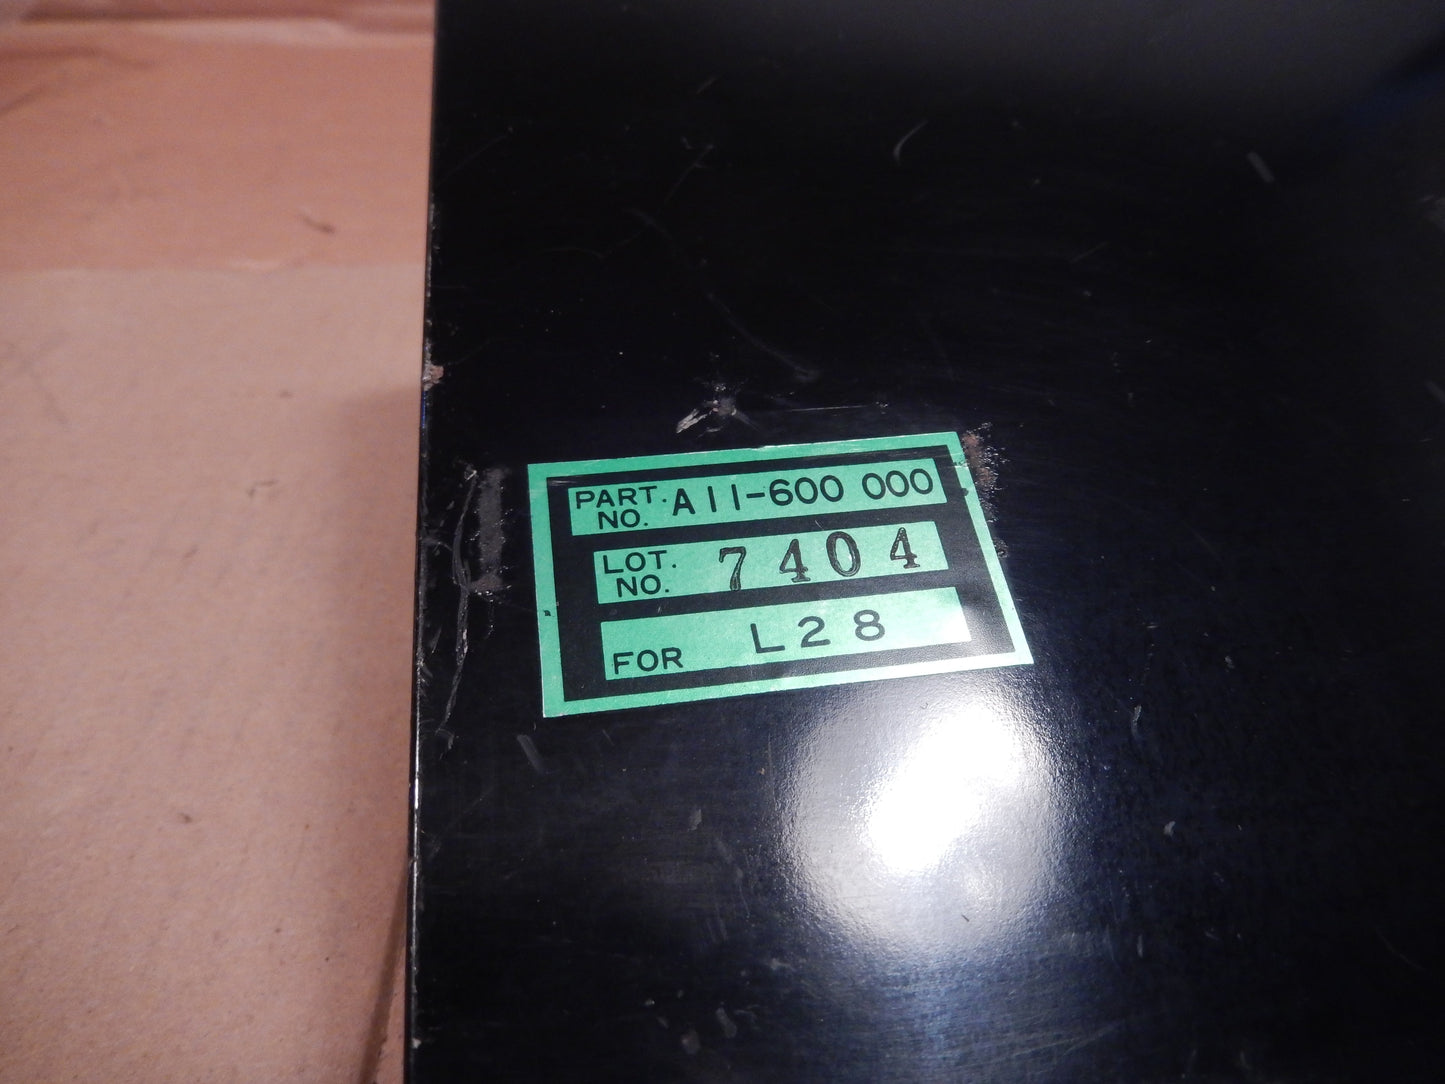 PART. NO. A11-600 000
LOT. NO. 7404
FOR L28